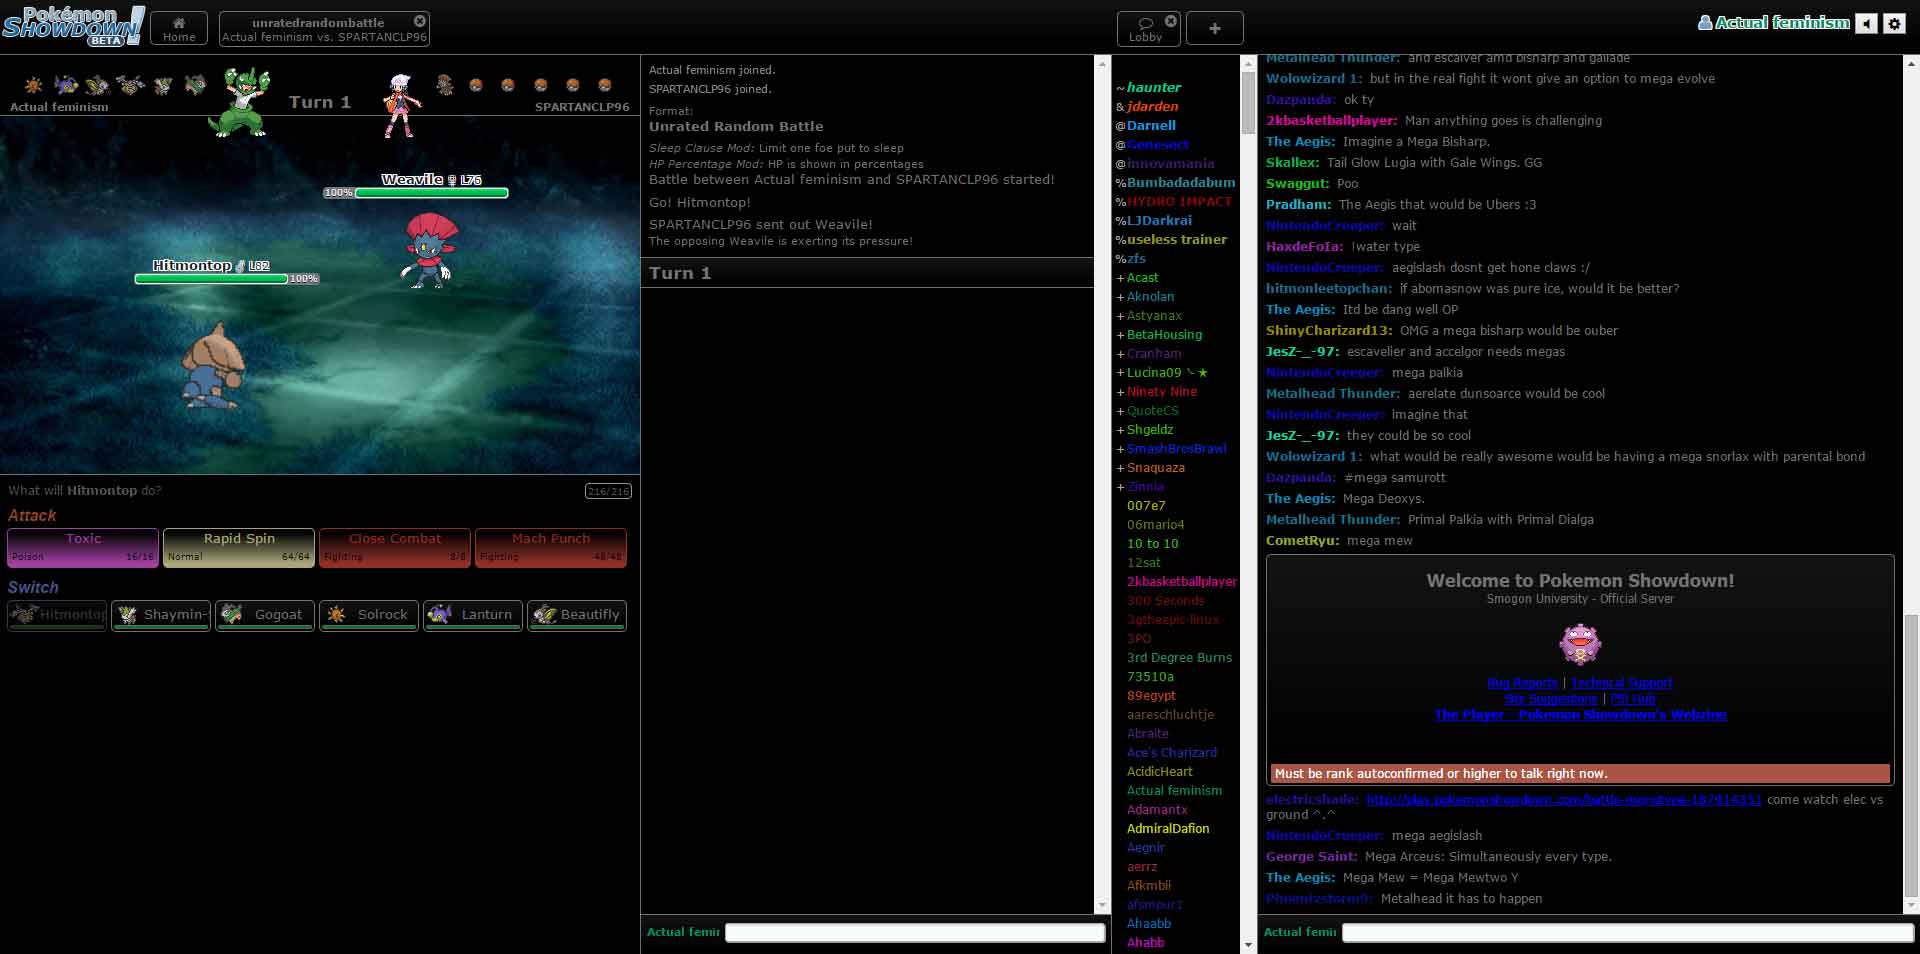 Pokémon
SHOWDOWN!
BETA
Home
unratedrandombattle
Actual feminism vs. SPARTANCLP96
Lobby
Actual feminism
Actual feminism
Turn 1
SPARTANCLP96
Weavile L76
100%
Hitmontop L82
100%
What will Hitmontop do?
216/216
Attack
Toxic
Poison 16/16
Rapid Spin
Normal 64/64
Close Combat
Fighting 8/8
Mach Punch
Fighting 48/48
Switch
Hitmontop
Shaymin-
Gogoat
Solrock
Lanturn
Beautifly
Actual feminism joined.
SPARTANCLP96 joined.
Format:
Unrated Random Battle
Sleep Clause Mod: Limit one foe put to sleep
HP Percentage Mod: HP is shown in percentages
Battle between Actual feminism and SPARTANCLP96 started!
Go! Hitmontop!
SPARTANCLP96 sent out Weavile!
The opposing Weavile is exerting its pressure!
Turn 1
Actual femir
~haunter
&jdarden
@Darnell
@Genesect
@innovamania
%Bumbadadabum
%HYDRO IMPACT
%LJDarkrai
%useless trainer
%zfs
+Acast
+Aknolan
+Astyanax
+BetaHousing
+Cranham
+Lucina09 ★
+Ninety Nine
+QuoteCS
+Shgeldz
+SmashBrosBrawl
+Snaquaza
+Zinnia
007e7
06mario4
10 to 10
12sat
2kbasketballplayer
300 Seconds
3gtheepic-linux
3PO
3rd Degree Burns
73510a
89egypt
aareschluchtje
Abraite
Ace's Charizard
AcidicHeart
Actual feminism
Adamantx
AdmiralDafion
Aegnir
aerrz
Afkmbii
afsmpur1
Ahaabb
Ahabb
Metalhead Thunder: and escalver amd bisharp and gallade
Wolowizard 1: but in the real fight it wont give an option to mega evolve
Dazpanda: ok ty
2kbasketballplayer: Man anything goes is challenging
The Aegis: Imagine a Mega Bisharp.
Skallex: Tail Glow Lugia with Gale Wings. GG
Swaggut: Poo
Pradham: The Aegis that would be Ubers :3
NintendoCreeper: wait
HaxdeFoIa: !water type
NintendoCreeper: aegislash dosnt get hone claws :/
hitmonleetopchan: if abomasnow was pure ice, would it be better?
The Aegis: Itd be dang well OP
ShinyCharizard13: OMG a mega bisharp would be ouber
JesZ-_-97: escavelier and accelgor needs megas
NintendoCreeper: mega palkia
Metalhead Thunder: aerelate dunsoarce would be cool
NintendoCreeper: imagine that
JesZ-_-97: they could be so cool
Wolowizard 1: what would be really awesome would be having a mega snorlax with parental bond
Dazpanda: #mega samurott
The Aegis: Mega Deoxys.
Metalhead Thunder: Primal Palkia with Primal Dialga
CometRyu: mega mew
Welcome to Pokemon Showdown!
Smogon University - Official Server
Bug Reports | Technical Support
Site Suggestions | PS! Hub
The Player - Pokemon Showdown's Webzine
Must be rank autoconfirmed or higher to talk right now.
electricshade: http://play.pokemonshowdown.com/battle-monotype-187914351 come watch elec vs
ground ^.^
NintendoCreeper: mega aegislash
George Saint: Mega Arceus: Simultaneously every type.
The Aegis: Mega Mew = Mega Mewtwo Y
Phoenixstorm9: Metalhead it has to happen
Actual femin